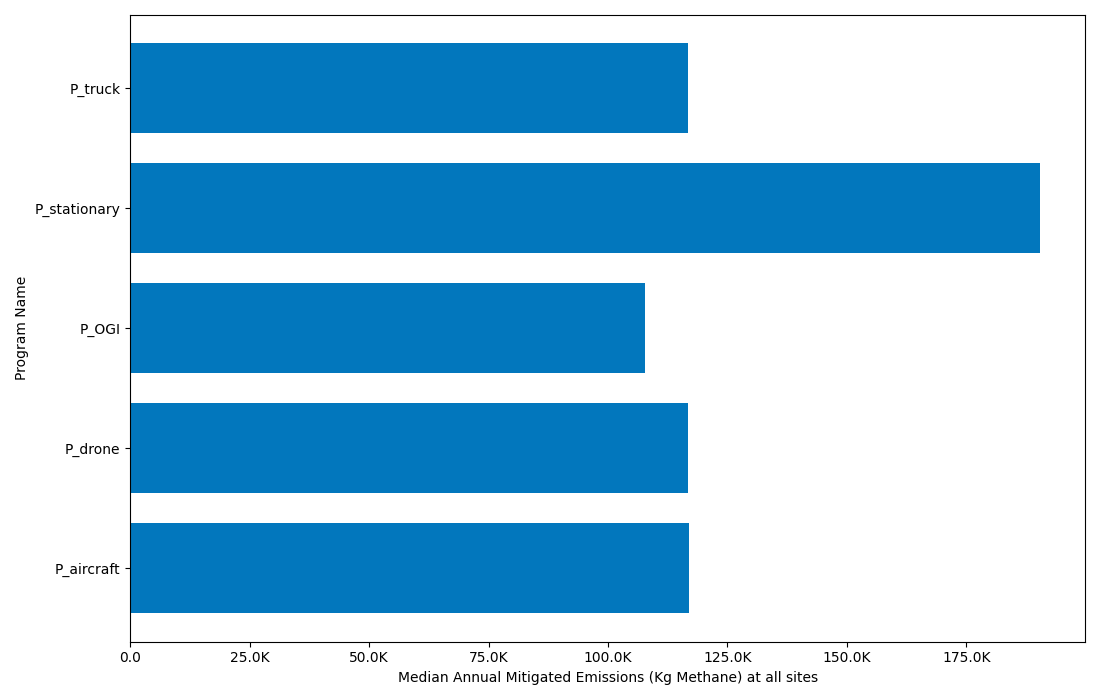 P_truck
P_stationary
P_OGI
P_drone
P_aircraft
Program Name
0.0 25.0K 50.0K 75.0K 100.0K 125.0K 150.0K 175.0K
Median Annual Mitigated Emissions (Kg Methane) at all sites